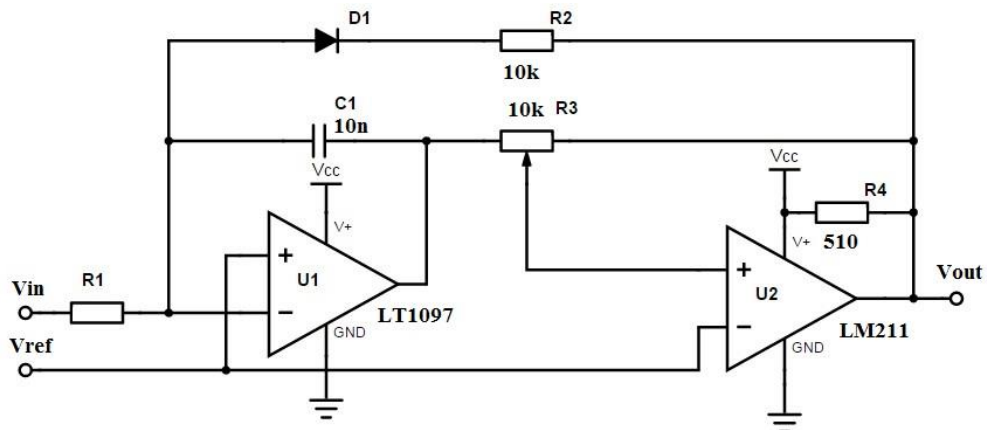 D1
R2
10k
C1
10n
10k
R3
Vcc
V+
+
U1
−
LT1097
GND
Vcc
R4
V+
510
+
U2
−
LM211
GND
R1
Vin
Vref
Vout